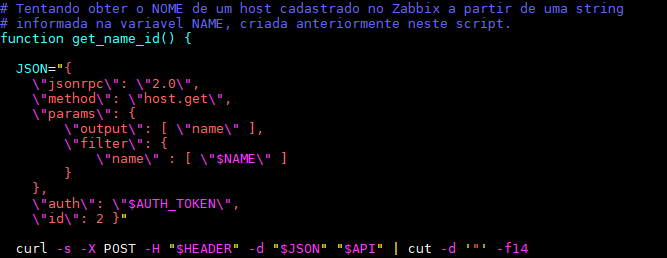 # Tentando obter o NOME de um host cadastrado no Zabbix a partir de uma string
# informada na variavel NAME, criada anteriormente neste script.
function get_name_id() {
JSON="{
\"jsonrpc\": \"2.0\",
\"method\": \"host.get\",
\"params\": {
\"output\": [ \"name\" ],
\"filter\": {
\"name\" : [ \"$NAME\" ]
}
},
\"auth\": \"$AUTH_TOKEN\",
\"id\": 2 }"
curl -s -X POST -H "$HEADER" -d "$JSON" "$API" | cut -d '"' -f14